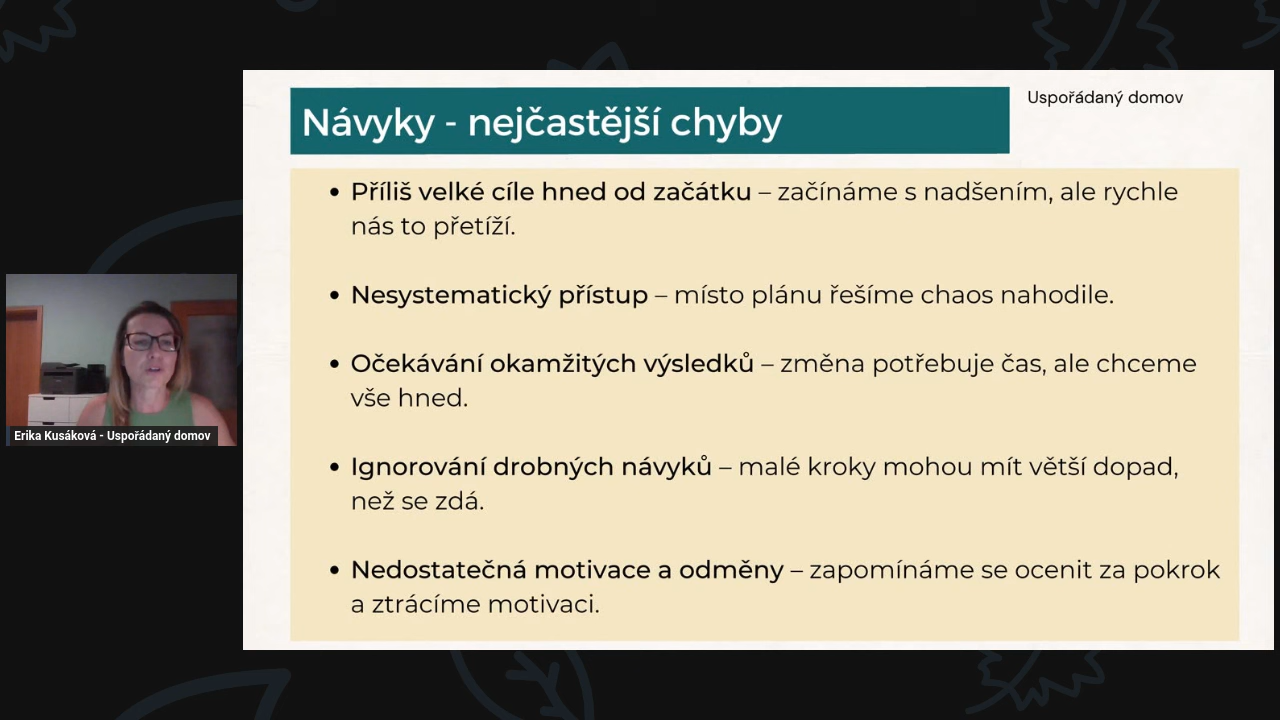 Návyky - nejčastější chyby
Uspořádaný domov
• Příliš velké cíle hned od začátku – začínáme s nadšením, ale rychle
nás to přetíží.
• Nesystematický přístup – místo plánu řešíme chaos nahodile.
• Očekávání okamžitých výsledků – změna potřebuje čas, ale chceme
vše hned.
• Ignorování drobných návyků – malé kroky mohou mít větší dopad,
než se zdá.
• Nedostatečná motivace a odměny – zapomínáme se ocenit za pokrok
a ztrácíme motivaci.
Erika Kusáková - Uspořádaný domov